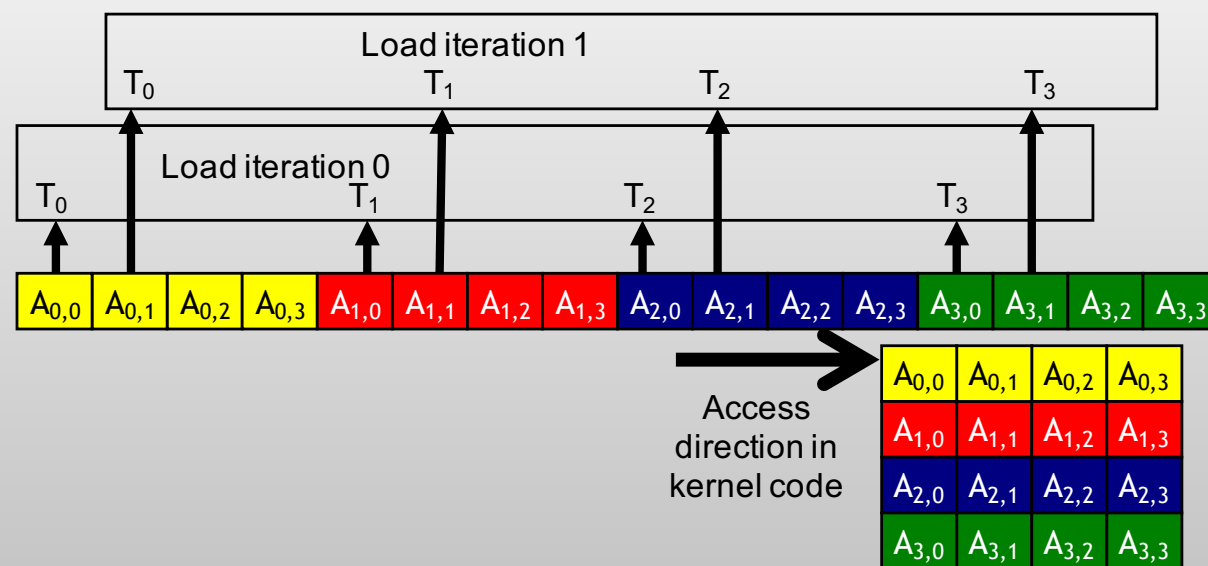 Load iteration 1
T0 T1 T2 T3
Load iteration 0
T0 T1 T2 T3
A0,0 A0,1 A0,2 A0,3 A1,0 A1,1 A1,2 A1,3 A2,0 A2,1 A2,2 A2,3 A3,0 A3,1 A3,2 A3,3
Access
direction in
kernel code
A0,0 A0,1 A0,2 A0,3
A1,0 A1,1 A1,2 A1,3
A2,0 A2,1 A2,2 A2,3
A3,0 A3,1 A3,2 A3,3